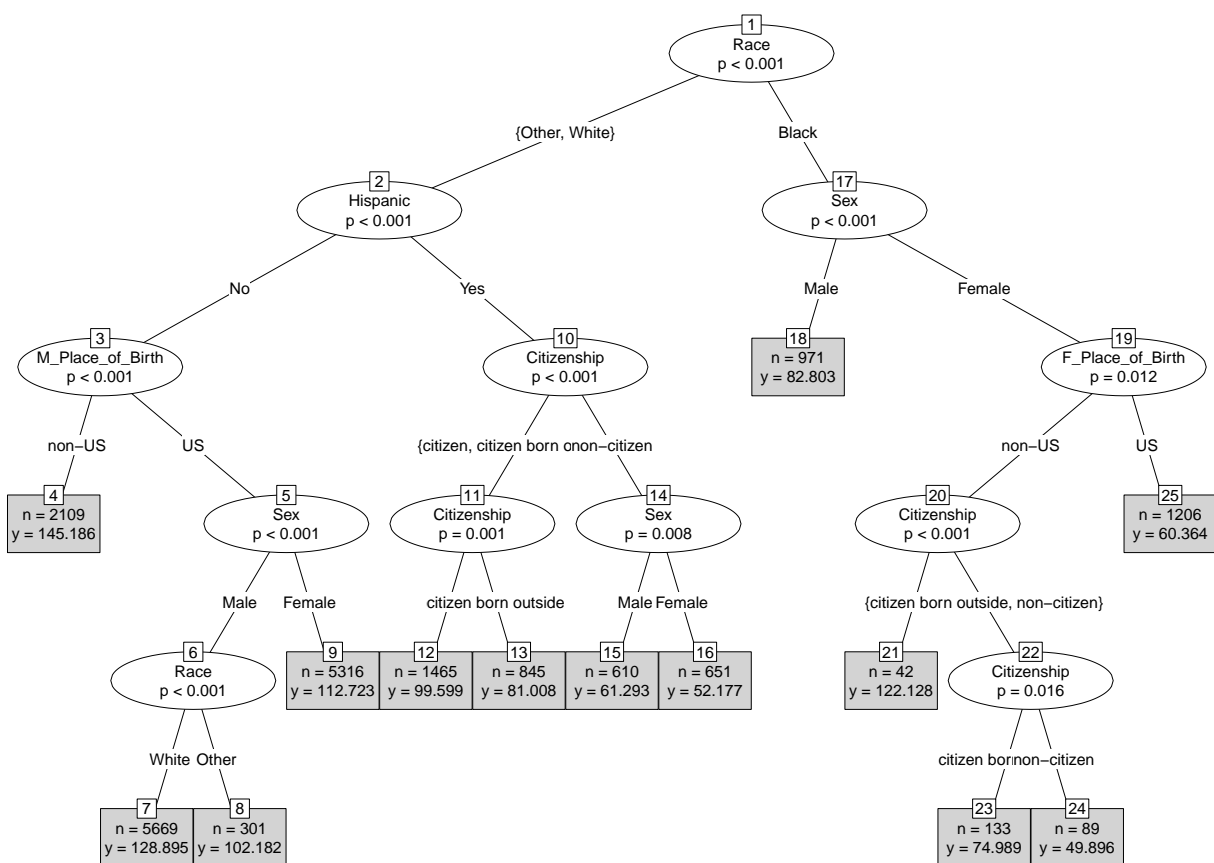 1
Race
p < 0.001
{Other, White}
Black
2
Hispanic
p < 0.001
17
Sex
p < 0.001
No
Yes
Male
Female
3
M_Place_of_Birth
p < 0.001
10
Citizenship
p < 0.001
18
n = 971
y = 82.803
19
F_Place_of_Birth
p = 0.012
non−US
US
{citizen, citizen born o
non−citizen
non−US
US
4
n = 2109
y = 145.186
5
Sex
p < 0.001
11
Citizenship
p = 0.001
14
Sex
p = 0.008
20
Citizenship
p < 0.001
25
n = 1206
y = 60.364
Male
Female
citizen born outside
Male
Female
{citizen born outside, non−citizen}
6
Race
p < 0.001
9
n = 5316
y = 112.723
12
n = 1465
y = 99.599
13
n = 845
y = 81.008
15
n = 610
y = 61.293
16
n = 651
y = 52.177
21
n = 42
y = 122.128
22
Citizenship
p = 0.016
White
Other
citizen bor
non−citizen
7
n = 5669
y = 128.895
8
n = 301
y = 102.182
23
n = 133
y = 74.989
24
n = 89
y = 49.896